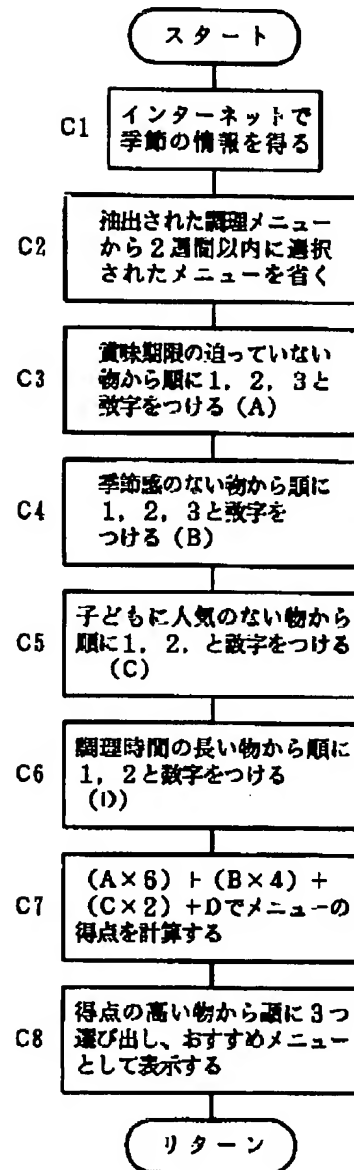 スタート
C1
インターネットで
季節の情報を得る
C2
抽出された調理メニュー
から2週間以内に選択
されたメニューを省く
C3
賞味期限の迫っていない
物から順に1,2,3と
数字をつける(A)
C4
季節感のない物から順に
1,2,3と数字を
つける(B)
C5
子どもに人気のない物から
順に1,2,と数字をつける
(C)
C6
調理時間の長い物から順に
1,2と数字をつける
(D)
C7
(A×6)+(B×4)+
(C×2)+Dでメニューの
得点を計算する
C8
得点の高い物から順に3つ
選び出し、おすすめメニュー
として表示する
リターン